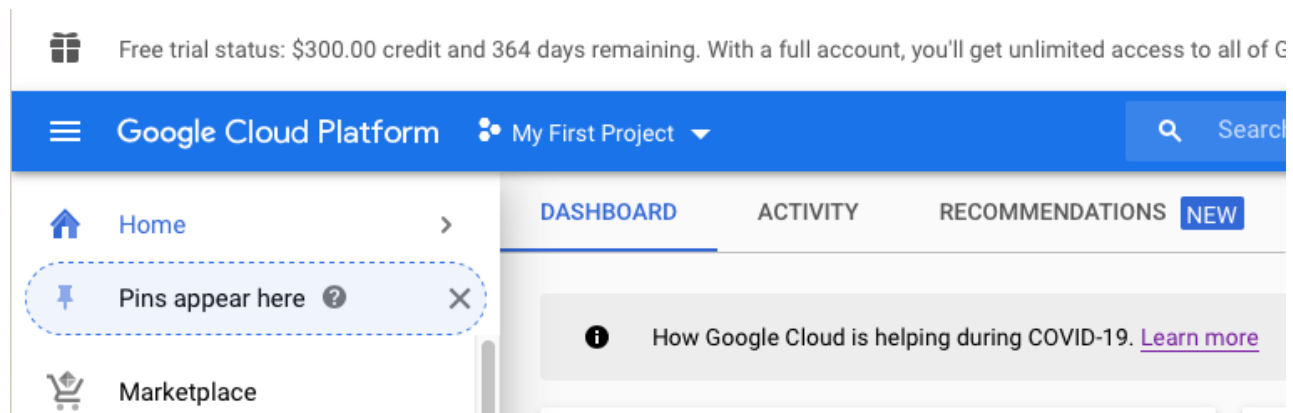 Free trial status: $300.00 credit and 364 days remaining. With a full account, you'll get unlimited access to all of
Google Cloud Platform My First Project Search
Home
DASHBOARD ACTIVITY RECOMMENDATIONS NEW
Pins appear here
How Google Cloud is helping during COVID-19. Learn more
Marketplace